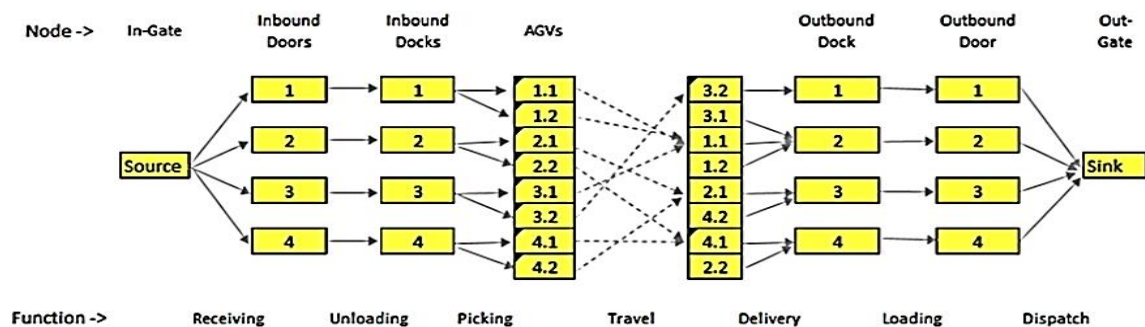 Node -> In-Gate Inbound Doors Inbound Docks AGVs Outbound Dock Outbound Door Out-Gate
1 1 1.1 3.2 1 1
1.2 3.1
2 2 2.1 1.1 2 2
Source 2.2 1.2 Sink
3 3 3.1 2.1 3 3
3.2 4.2
4 4 4.1 4.1 4 4
4.2 2.2
Function -> Receiving Unloading Picking Travel Delivery Loading Dispatch